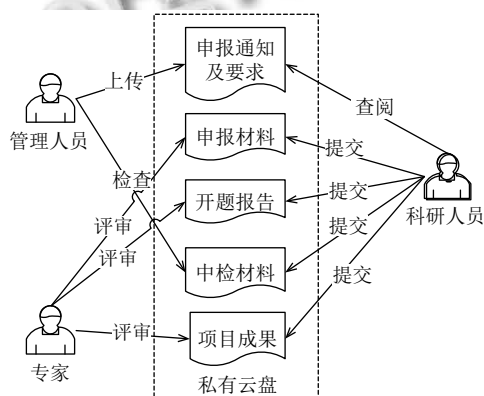 申报通知
及要求
上传
查阅
管理人员
申报材料
提交
检查
科研人员
开题报告
提交
评审
评审
提交
中检材料
提交
评审
项目成果
专家
私有云盘